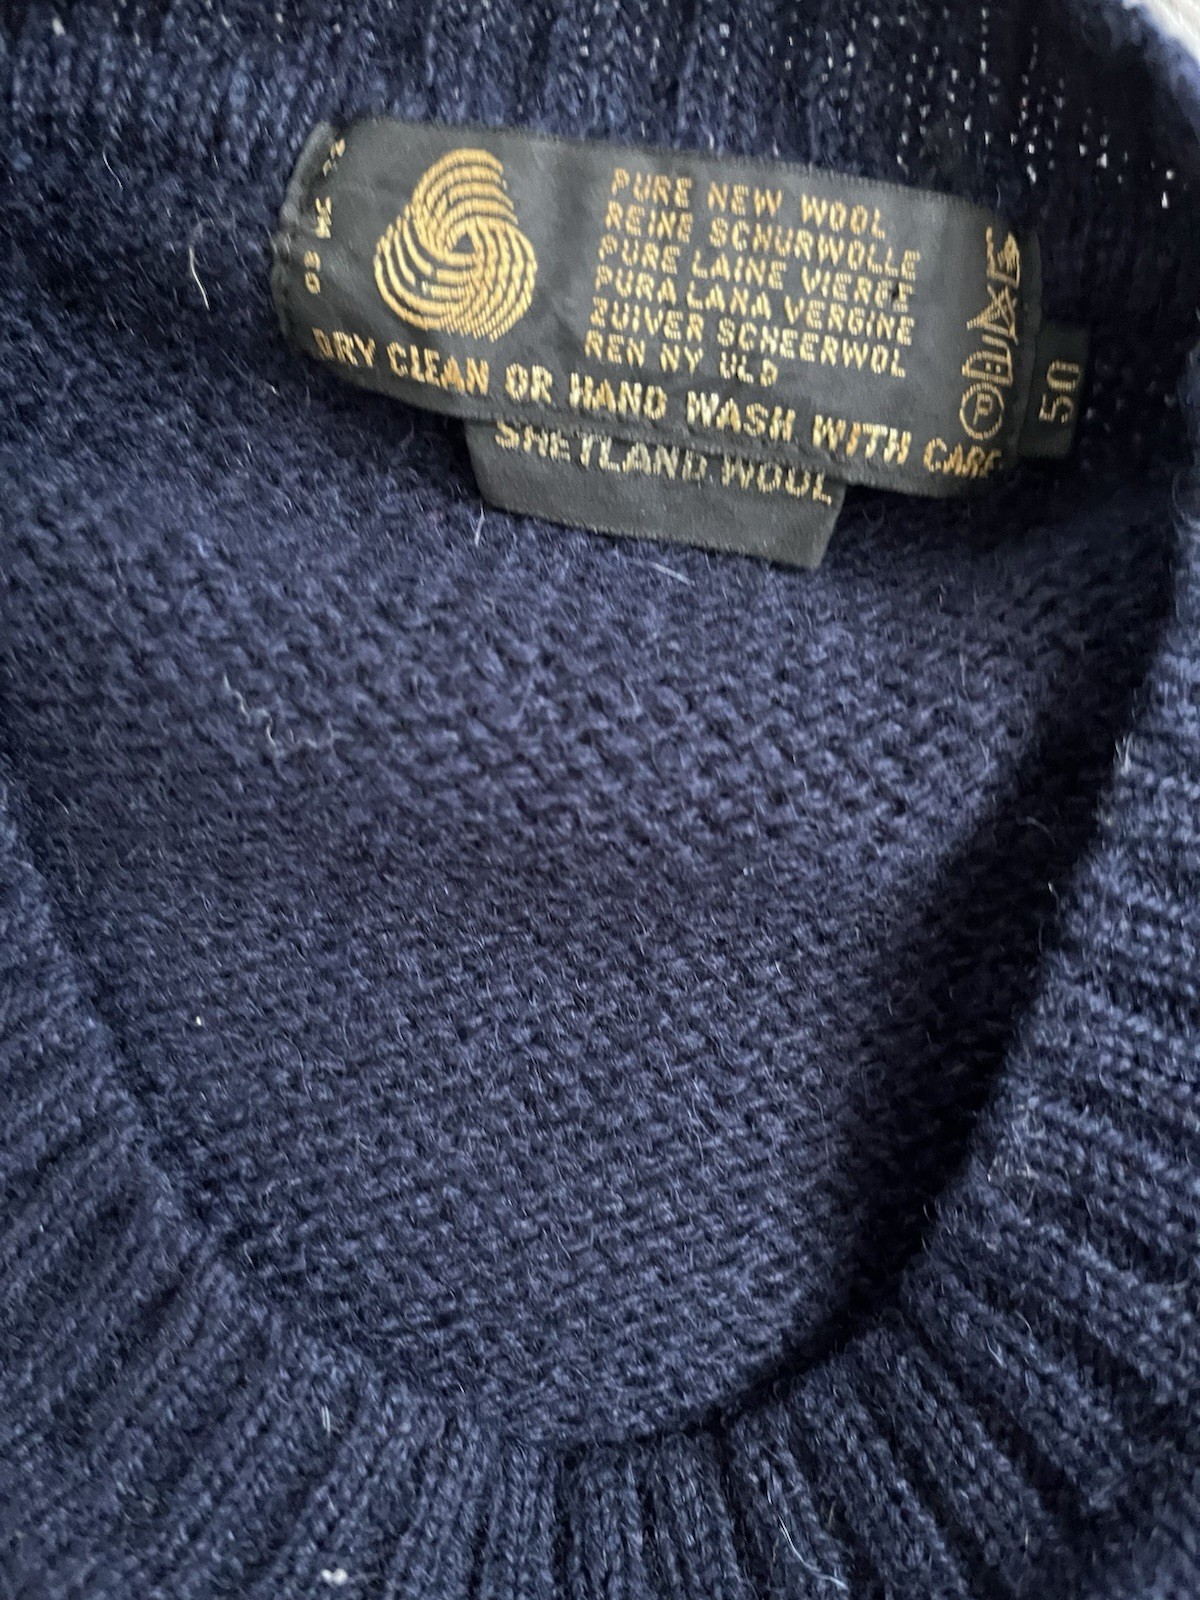 PURE NEW WOOL
REINE SCHURWOLLE
PURE LAINE VIERGE
PURA LANA VERGINE
ZUIVER SCHEERWOL
REN NY ULD
DRY CLEAN OR HAND WASH WITH CARE
P
50
SHETLAND WOOL